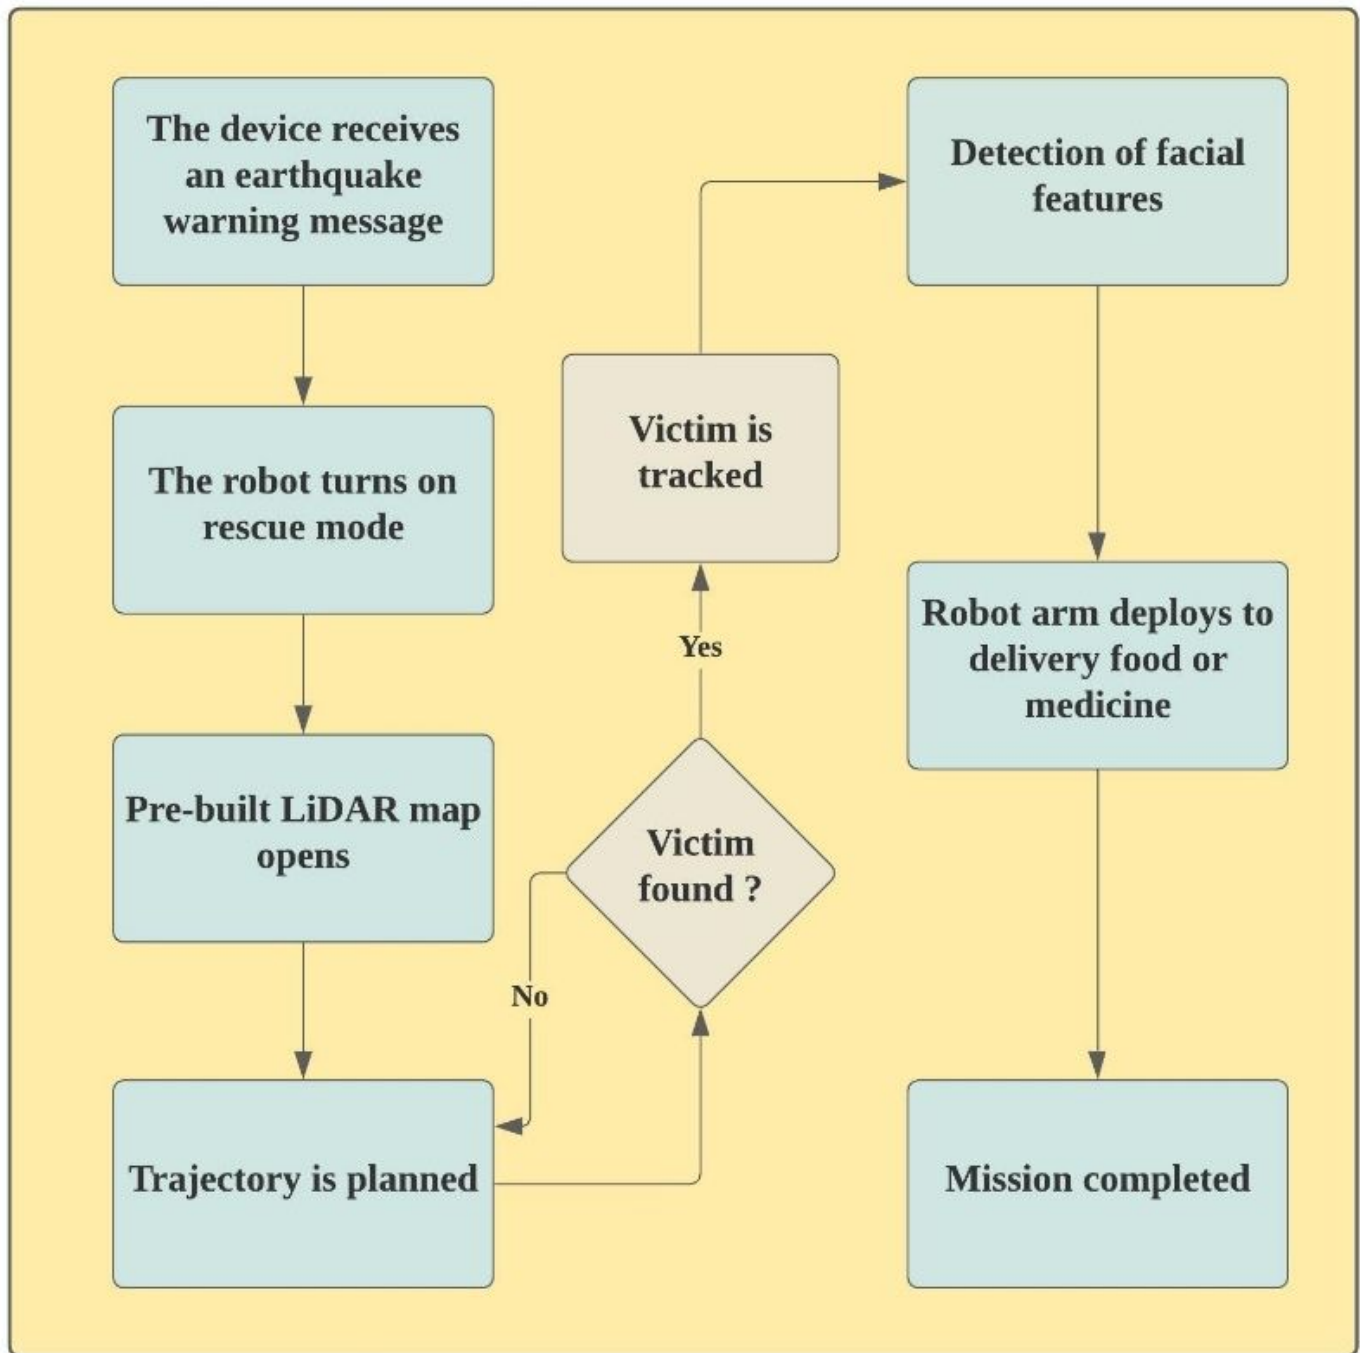 The device receives
an earthquake
warning message
The robot turns on
rescue mode
Pre-built LiDAR map
opens
Trajectory is planned
Victim
found ?
No
Yes
Victim is
tracked
Detection of facial
features
Robot arm deploys to
delivery food or
medicine
Mission completed